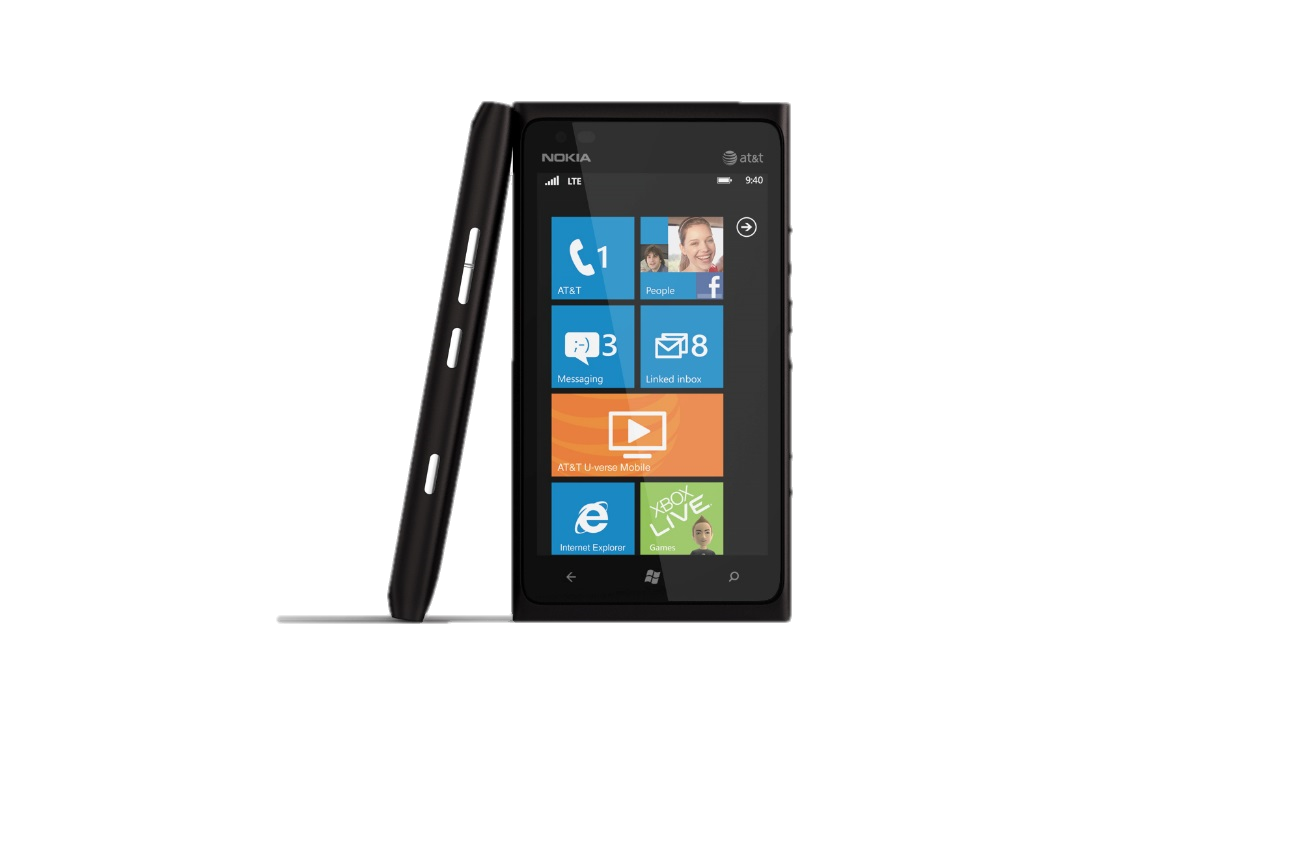 NOKIA at&t
LTE 9:40
1
AT&T
People f
;-) 3
Messaging
8
Linked inbox
AT&T U-verse Mobile
e
Internet Explorer
XBOX
LIVE
Games